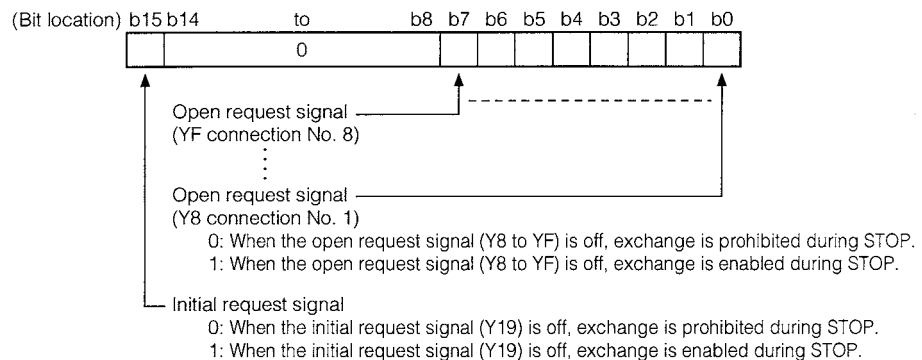 (Bit location) b15 b14 to b8 b7 b6 b5 b4 b3 b2 b1 b0
0
Open request signal
(YF connection No. 8)
Open request signal
(Y8 connection No. 1)
0: When the open request signal (Y8 to YF) is off, exchange is prohibited during STOP.
1: When the open request signal (Y8 to YF) is off, exchange is enabled during STOP.
Initial request signal
0: When the initial request signal (Y19) is off, exchange is prohibited during STOP.
1: When the initial request signal (Y19) is off, exchange is enabled during STOP.